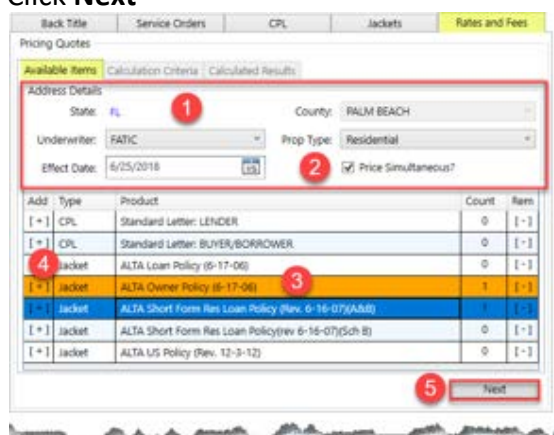 Click Next
Back Title Service Orders CPL Jackets Rates and Fees
Pricing Quotes
Available Items Calculation Criteria Calculated Results
Address Details
State: FL 1 County: PALM BEACH
Underwriter: FATIC Prop Type: Residential
Effect Date: 6/25/2018 15 2 Price Simultaneous?
Add Type Product Count Rem
[+] CPL Standard Letter: LENDER 0 [-]
[+] CPL Standard Letter: BUYER/BORROWER 0 [-]
4 Jacket ALTA Loan Policy (6-17-06) 0 [-]
[+] Jacket ALTA Owner Policy (6-17-06) 3 1 [-]
[+] Jacket ALTA Short Form Res Loan Policy (Rev. 6-16-07)(A&B) 1 [-]
[+] Jacket ALTA Short Form Res Loan Policy(rev 6-16-07)(Sch B) 0 [-]
[+] Jacket ALTA US Policy (Rev. 12-3-12) 0 [-]
5 Next